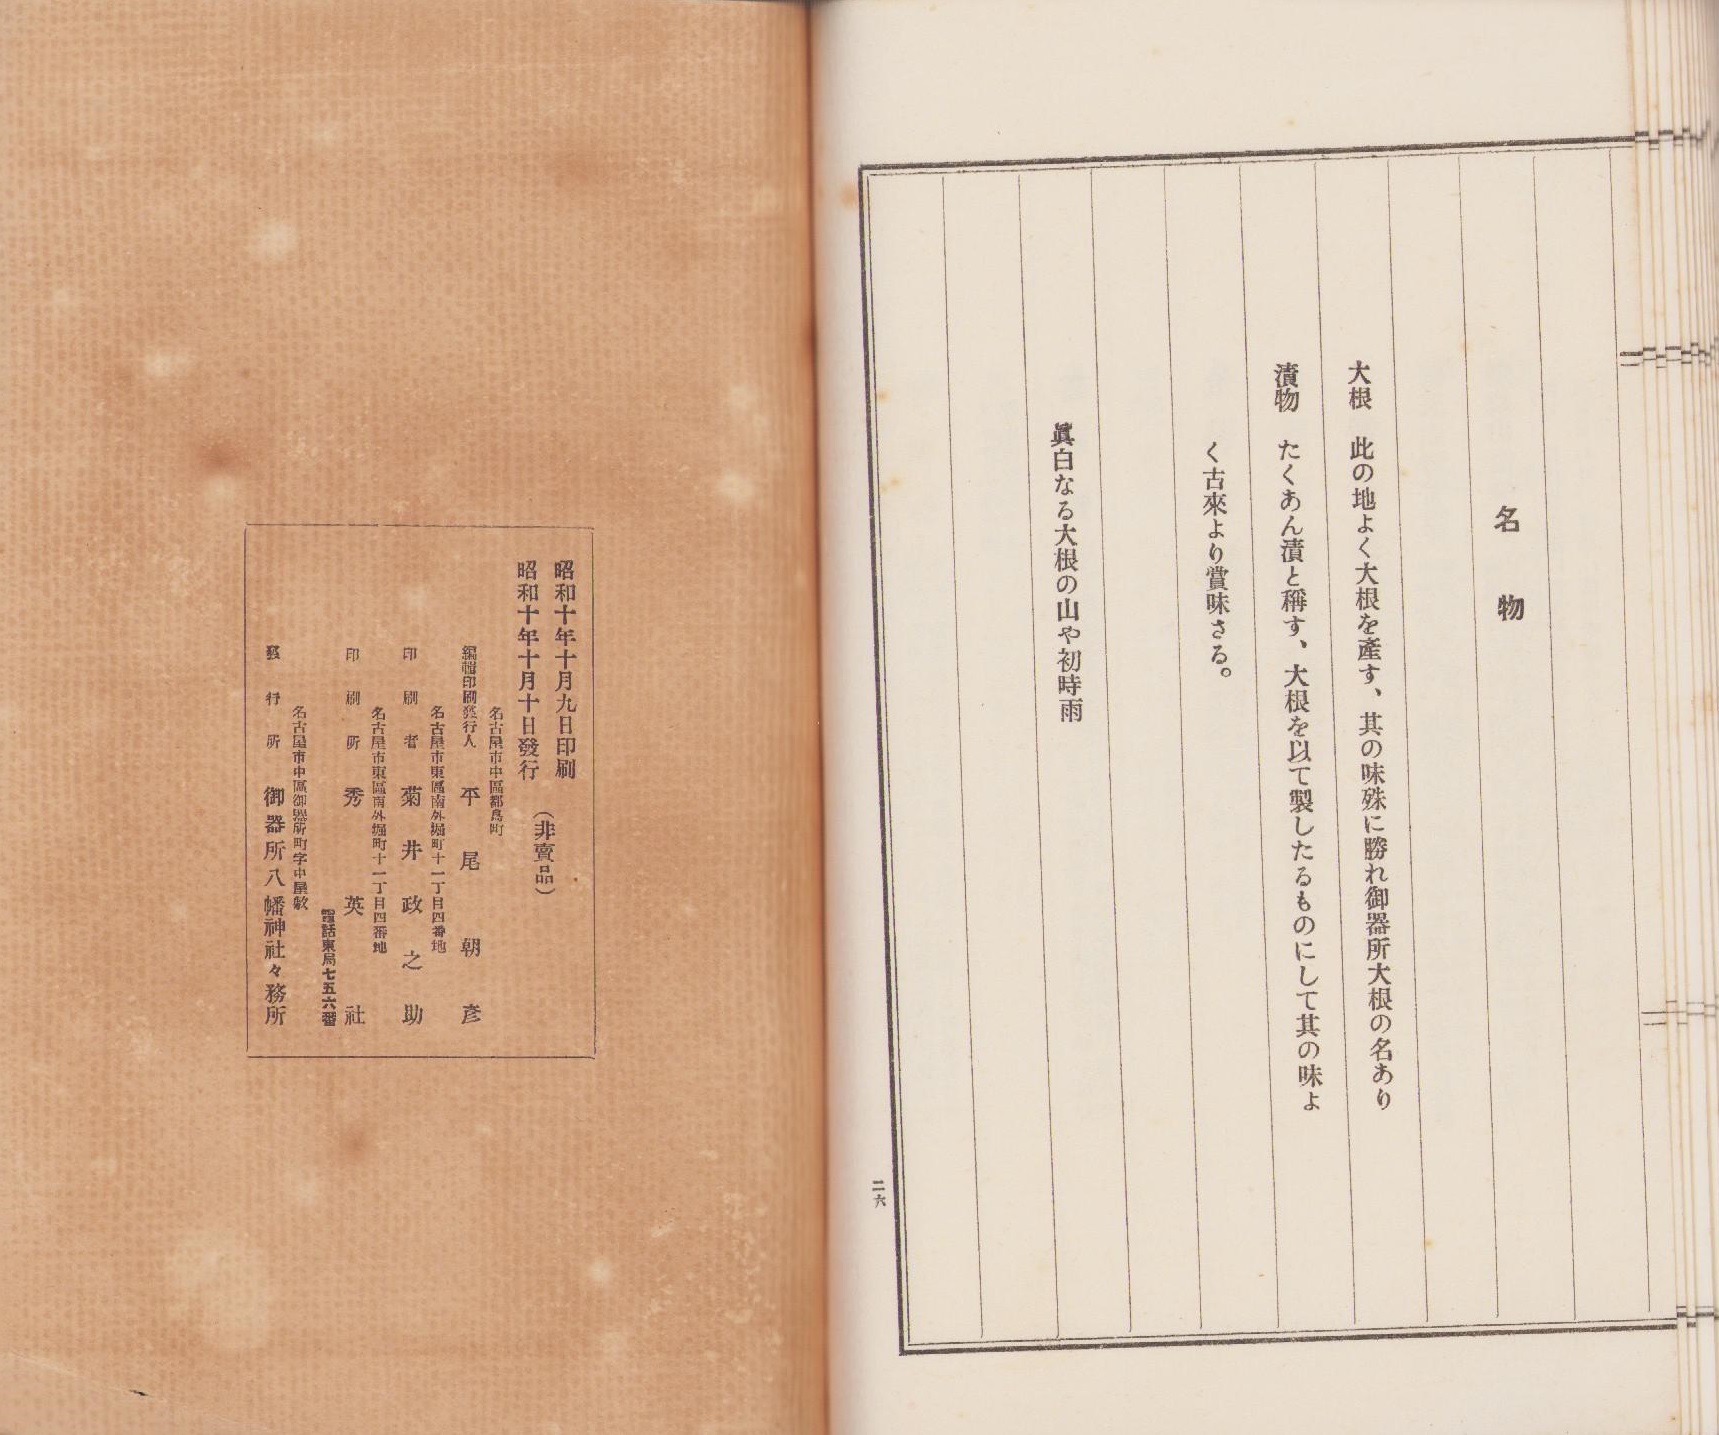 名物
大根 此の地よく大根を產す、其の味殊に勝れ御器所大根の名あり
漬物 たくあん漬と稱す、大根を以て製したるものにして其の味よ
く古來より賞味さる。
眞白なる大根の山や初時雨
二六
昭和十年十月九日印刷
昭和十年十月十日發行
（非賣品）
名古屋市中區都島町
編輯印刷發行人 平尾朝彥
名古屋市東區南外堀町十一丁目四番地
印刷者 菊井政之助
名古屋市東區南外堀町十一丁目四番地
印刷所 秀英社
電話東局七五六番
名古屋市中區御器所町字中屋敷
發行所 御器所八幡神社々務所